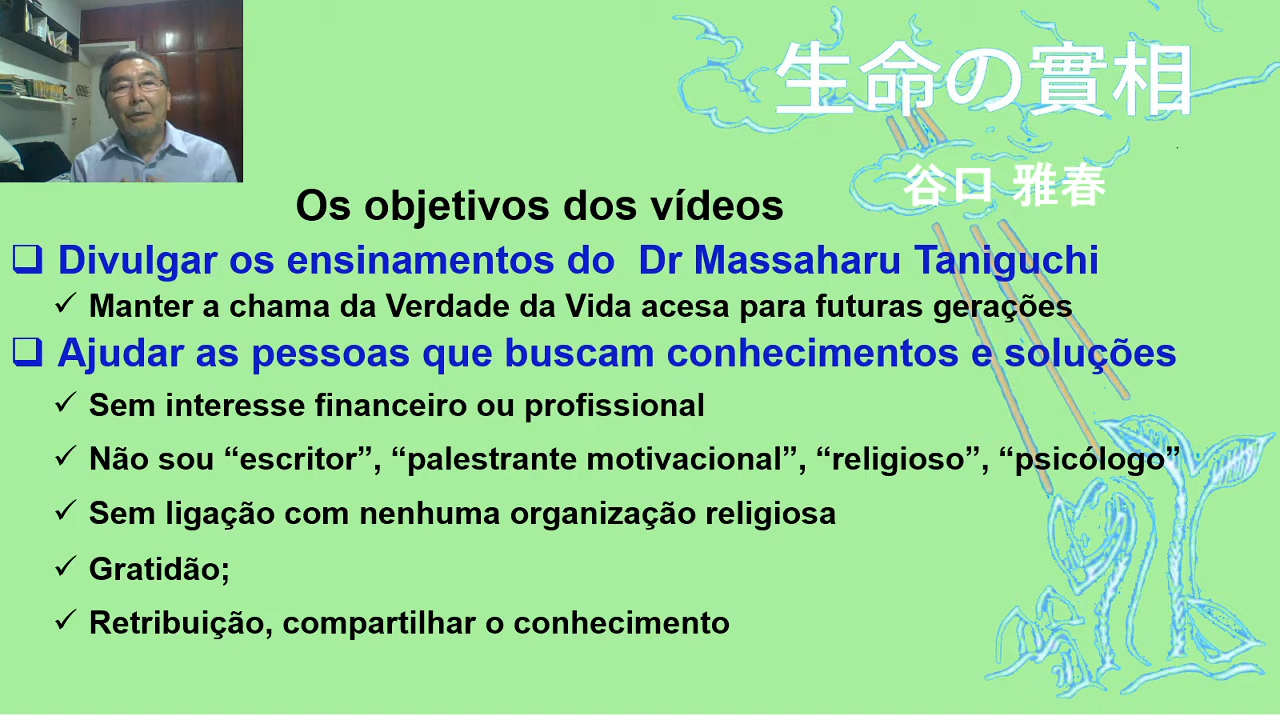 生命の實相
谷口 雅春
Os objetivos dos vídeos
Divulgar os ensinamentos do Dr Massaharu Taniguchi
Manter a chama da Verdade da Vida acesa para futuras gerações
Ajudar as pessoas que buscam conhecimentos e soluções
Sem interesse financeiro ou profissional
Não sou “escritor”, “palestrante motivacional”, “religioso”, “psicólogo”
Sem ligação com nenhuma organização religiosa
Gratidão;
Retribuição, compartilhar o conhecimento